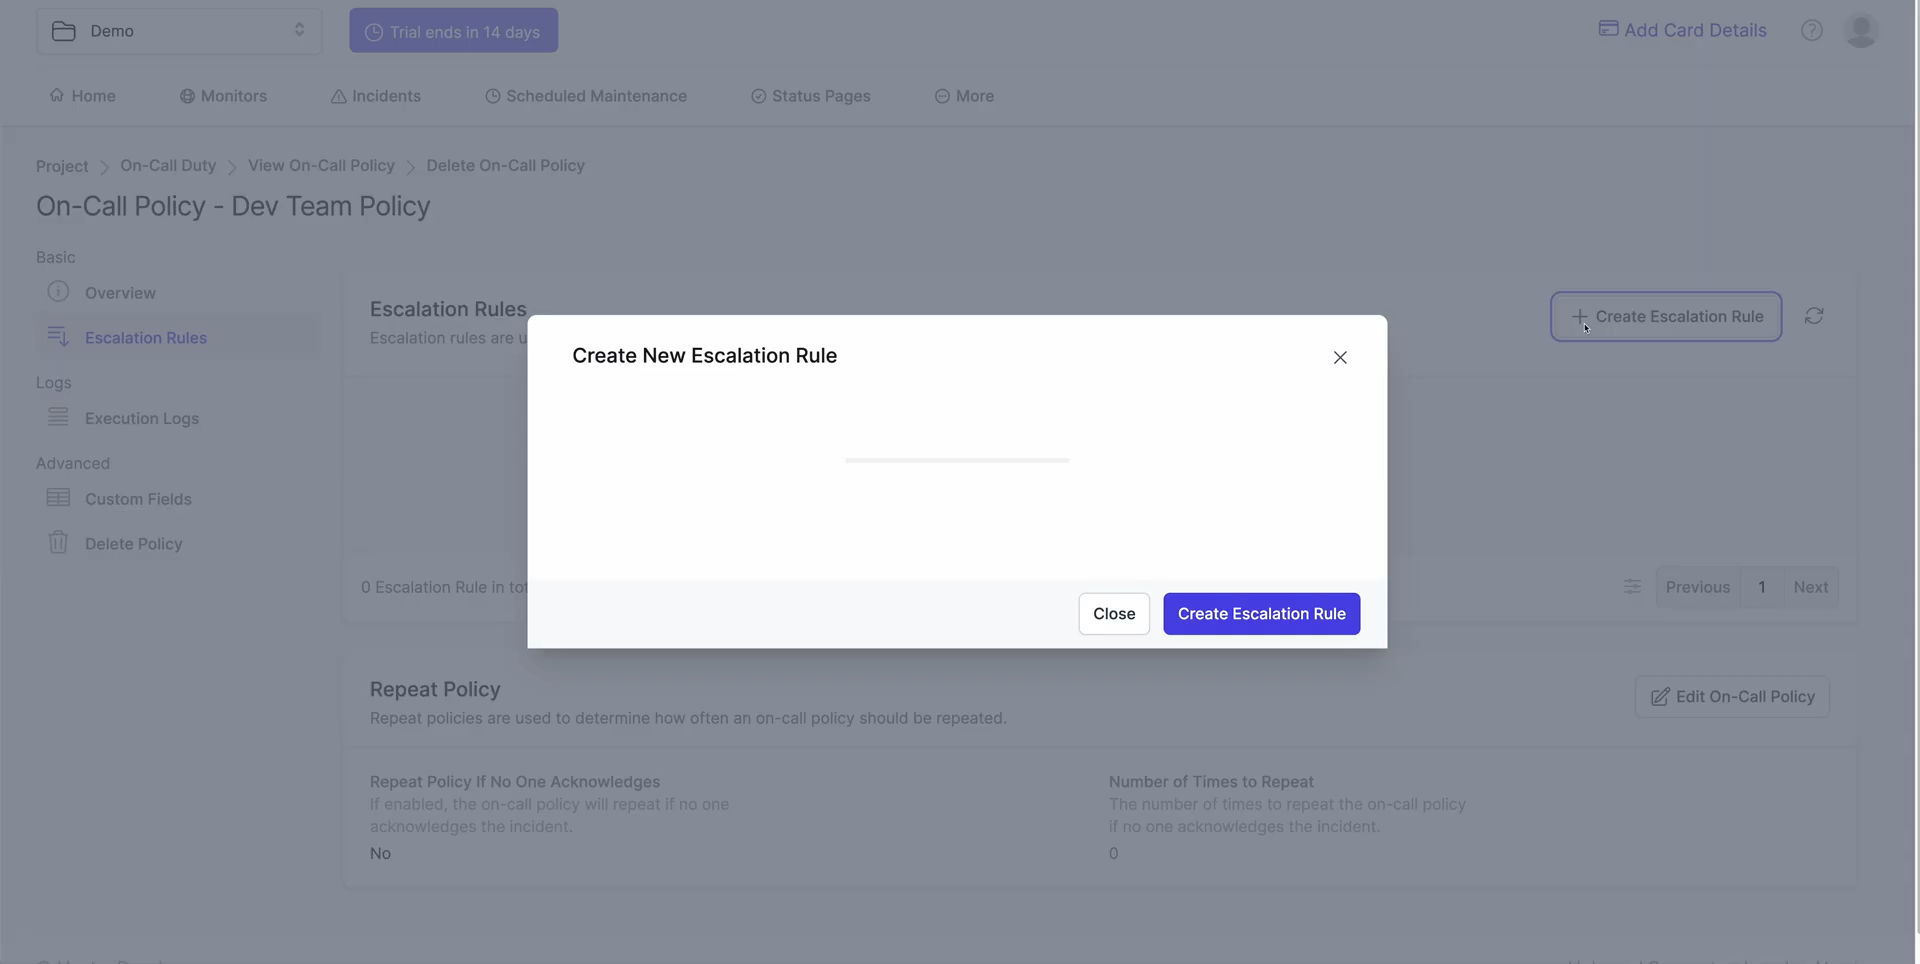 Demo
Trial ends in 14 days
Add Card Details
Home
Monitors
Incidents
Scheduled Maintenance
Status Pages
More
Project
On-Call Duty
View On-Call Policy
Delete On-Call Policy
On-Call Policy - Dev Team Policy
Basic
Overview
Escalation Rules
Logs
Execution Logs
Advanced
Custom Fields
Delete Policy
Escalation Rules
Escalation rules are
Create Escalation Rule
Create New Escalation Rule
Close
Create Escalation Rule
0 Escalation Rule in
Previous
1
Next
Repeat Policy
Repeat policies are used to determine how often an on-call policy should be repeated.
Edit On-Call Policy
Repeat Policy If No One Acknowledges
If enabled, the on-call policy will repeat if no one
acknowledges the incident.
No
Number of Times to Repeat
The number of times to repeat the on-call policy
if no one acknowledges the incident.
0